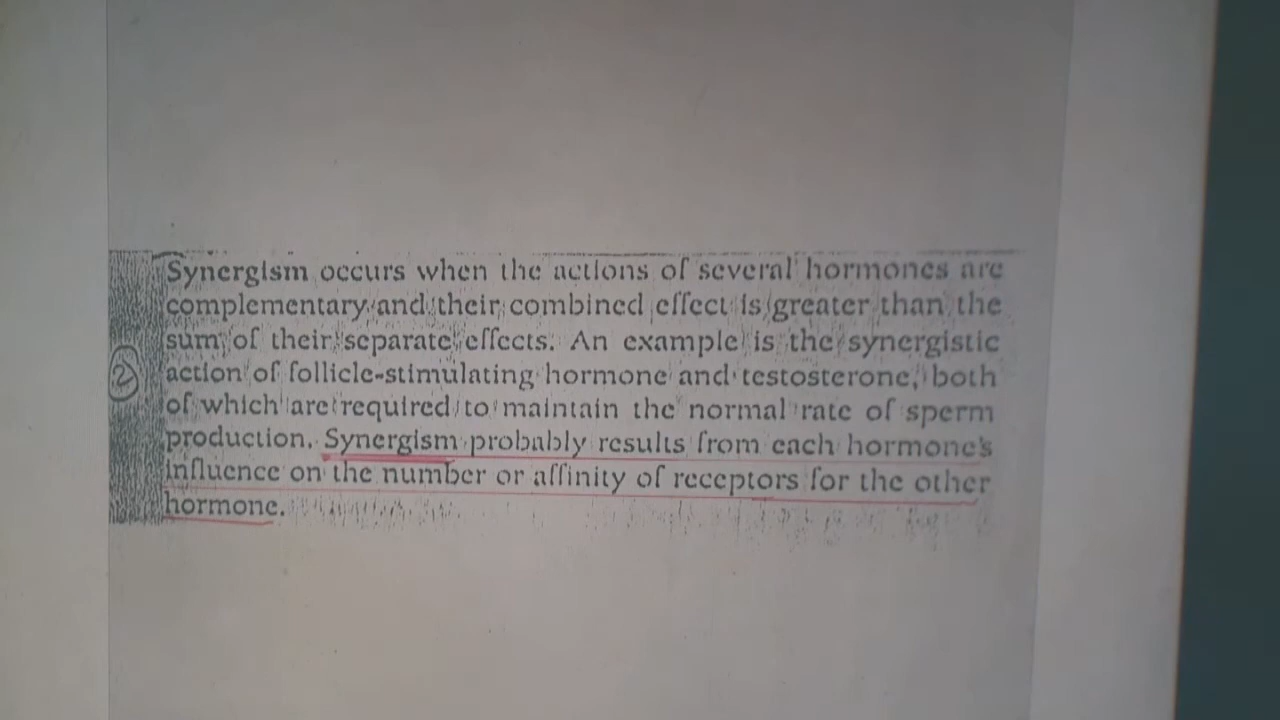 Synergism occurs when the actions of several hormones are
complementary and their combined effect is greater than the
sum of their separate effects. An example is the synergistic
② action of follicle-stimulating hormone and testosterone, both
of which are required to maintain the normal rate of sperm
production. Synergism probably results from each hormone's
influence on the number or affinity of receptors for the other
hormone.